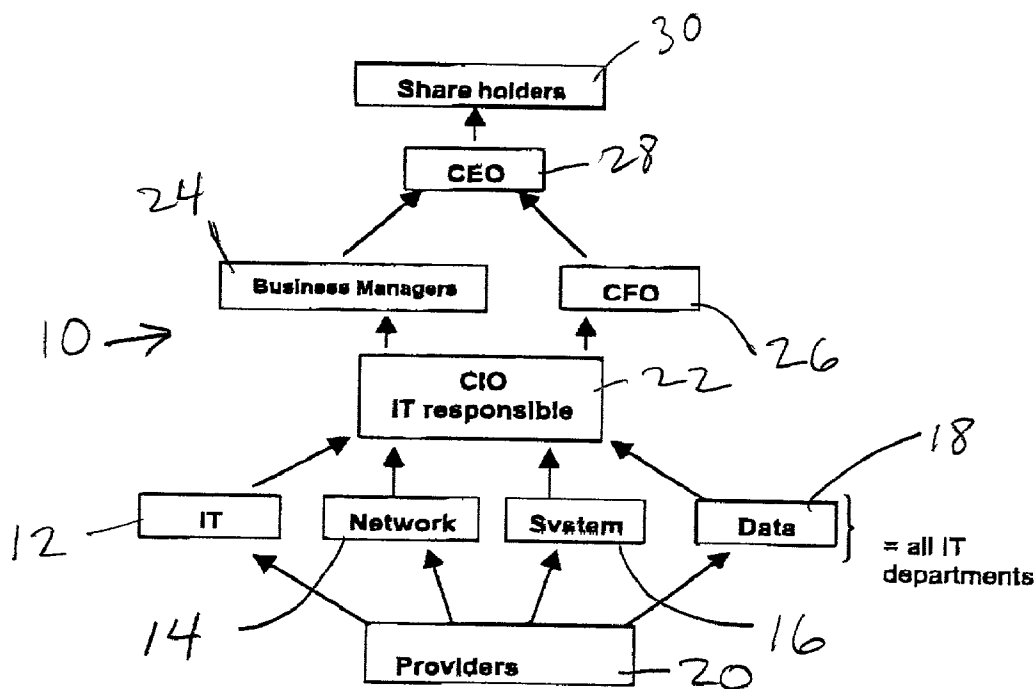 30
Share holders
CEO
28
24
Business Managers
CFO
10
26
CIO
IT responsible
22
18
IT
Network
System
Data
12
= all IT
departments
14
16
Providers
20